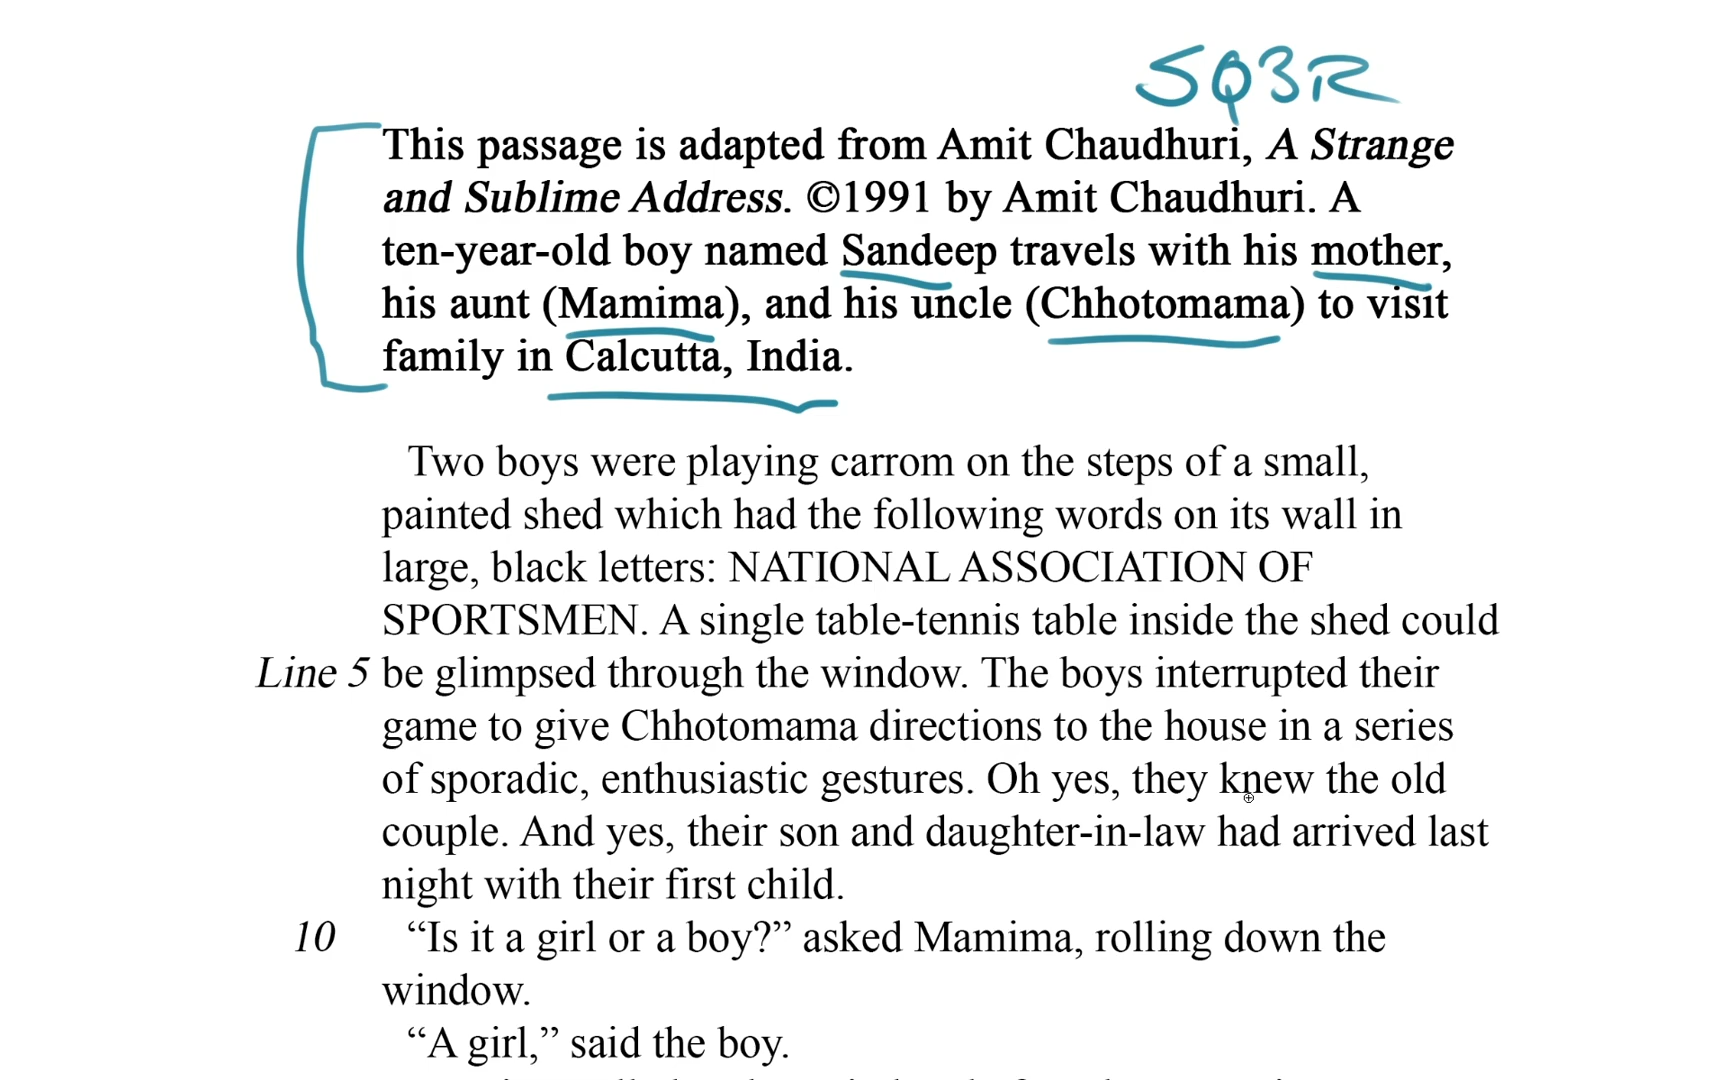 SQ3R
This passage is adapted from Amit Chaudhuri, A Strange
and Sublime Address. ©1991 by Amit Chaudhuri. A
ten-year-old boy named Sandeep travels with his mother,
his aunt (Mamima), and his uncle (Chhotomama) to visit
family in Calcutta, India.
Two boys were playing carrom on the steps of a small,
painted shed which had the following words on its wall in
large, black letters: NATIONAL ASSOCIATION OF
SPORTSMEN. A single table-tennis table inside the shed could
Line 5 be glimpsed through the window. The boys interrupted their
game to give Chhotomama directions to the house in a series
of sporadic, enthusiastic gestures. Oh yes, they knew the old
couple. And yes, their son and daughter-in-law had arrived last
night with their first child.
10 “Is it a girl or a boy?” asked Mamima, rolling down the
window.
“A girl,” said the boy.